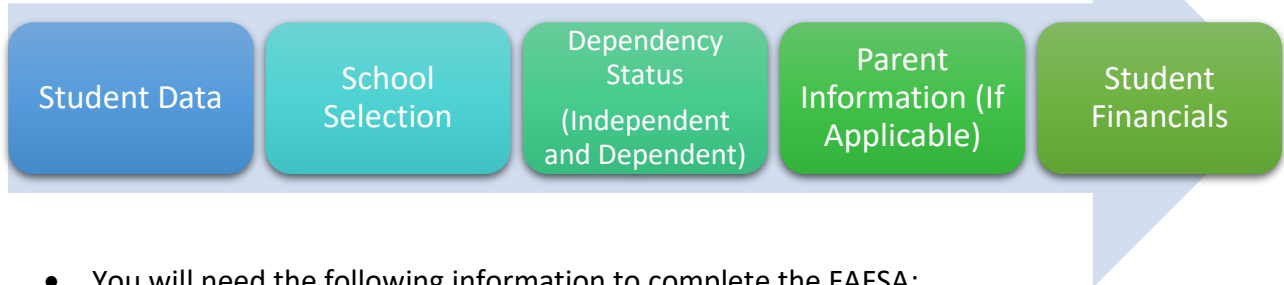 Student Data
School
Selection
Dependency
Status
(Independent
and Dependent)
Parent
Information (If
Applicable)
Student
Financials
• You will need the following information to complete the FAFSA: